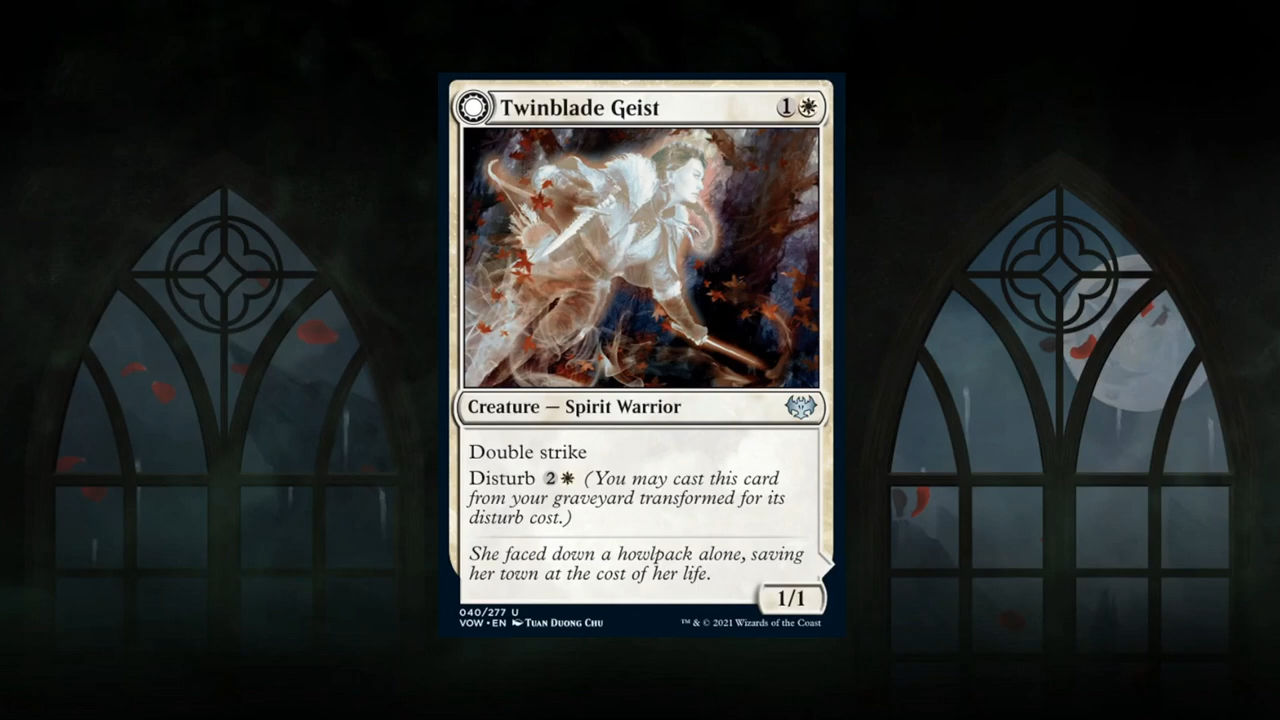 Twinblade Geist 1
Creature — Spirit Warrior
Double strike
Disturb 2 (You may cast this card
from your graveyard transformed for its
disturb cost.)
She faced down a howlpack alone, saving
her town at the cost of her life.
1/1
040/277 U
VOW • EN Tuan Duong Chu
™ & © 2021 Wizards of the Coast